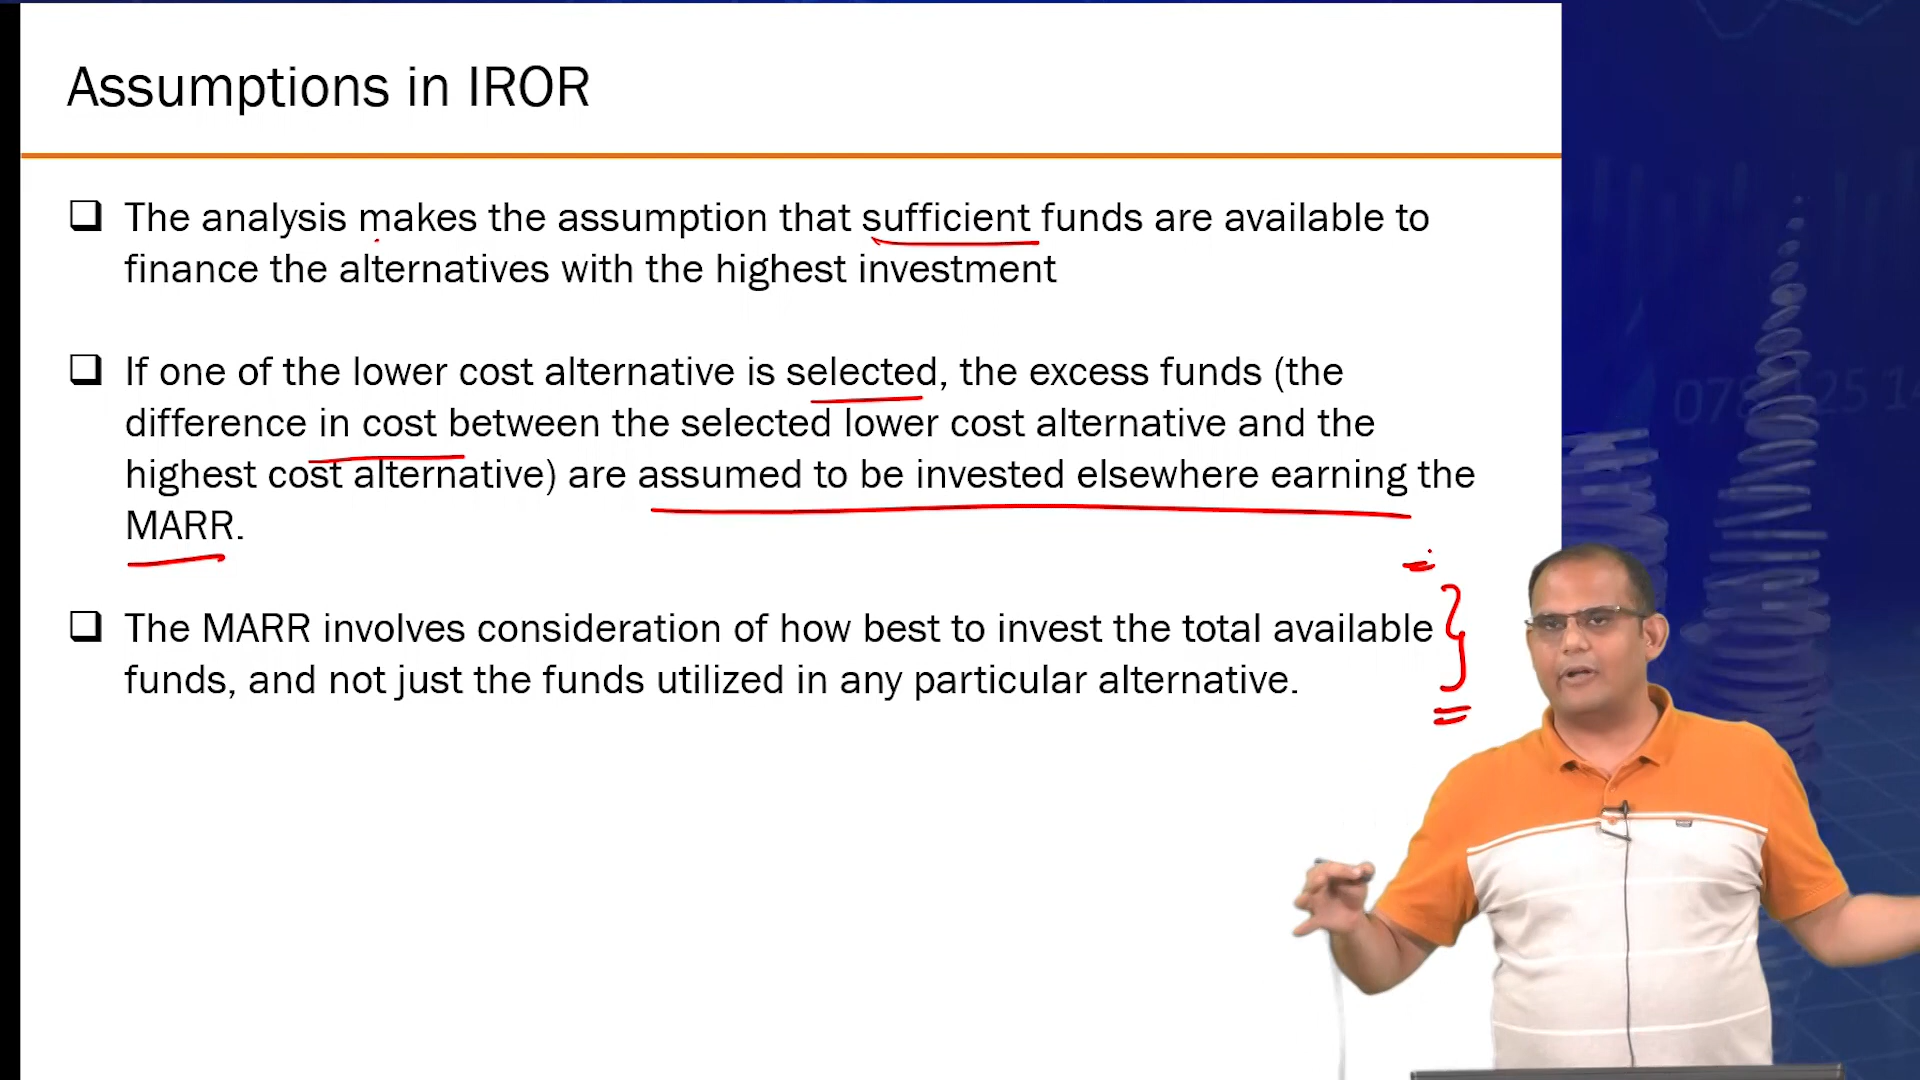 Assumptions in IROR
❑ The analysis makes the assumption that sufficient funds are available to
finance the alternatives with the highest investment
❑ If one of the lower cost alternative is selected, the excess funds (the
difference in cost between the selected lower cost alternative and the
highest cost alternative) are assumed to be invested elsewhere earning the
MARR.
❑ The MARR involves consideration of how best to invest the total available
funds, and not just the funds utilized in any particular alternative.